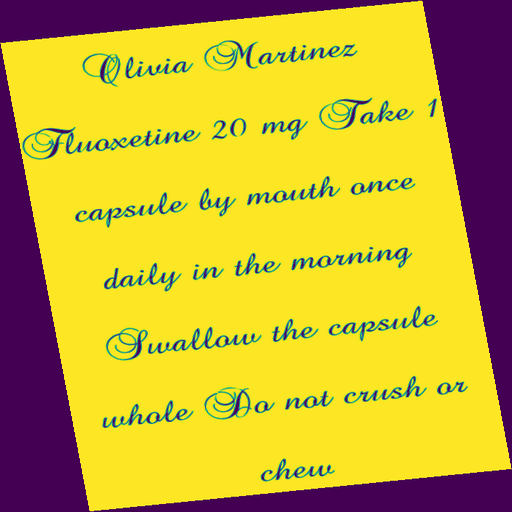 Olivia Martinez
Fluoxetine 20 mg Take 1
capsule by mouth once
daily in the morning
Swallow the capsule
whole Do not crush or
chew